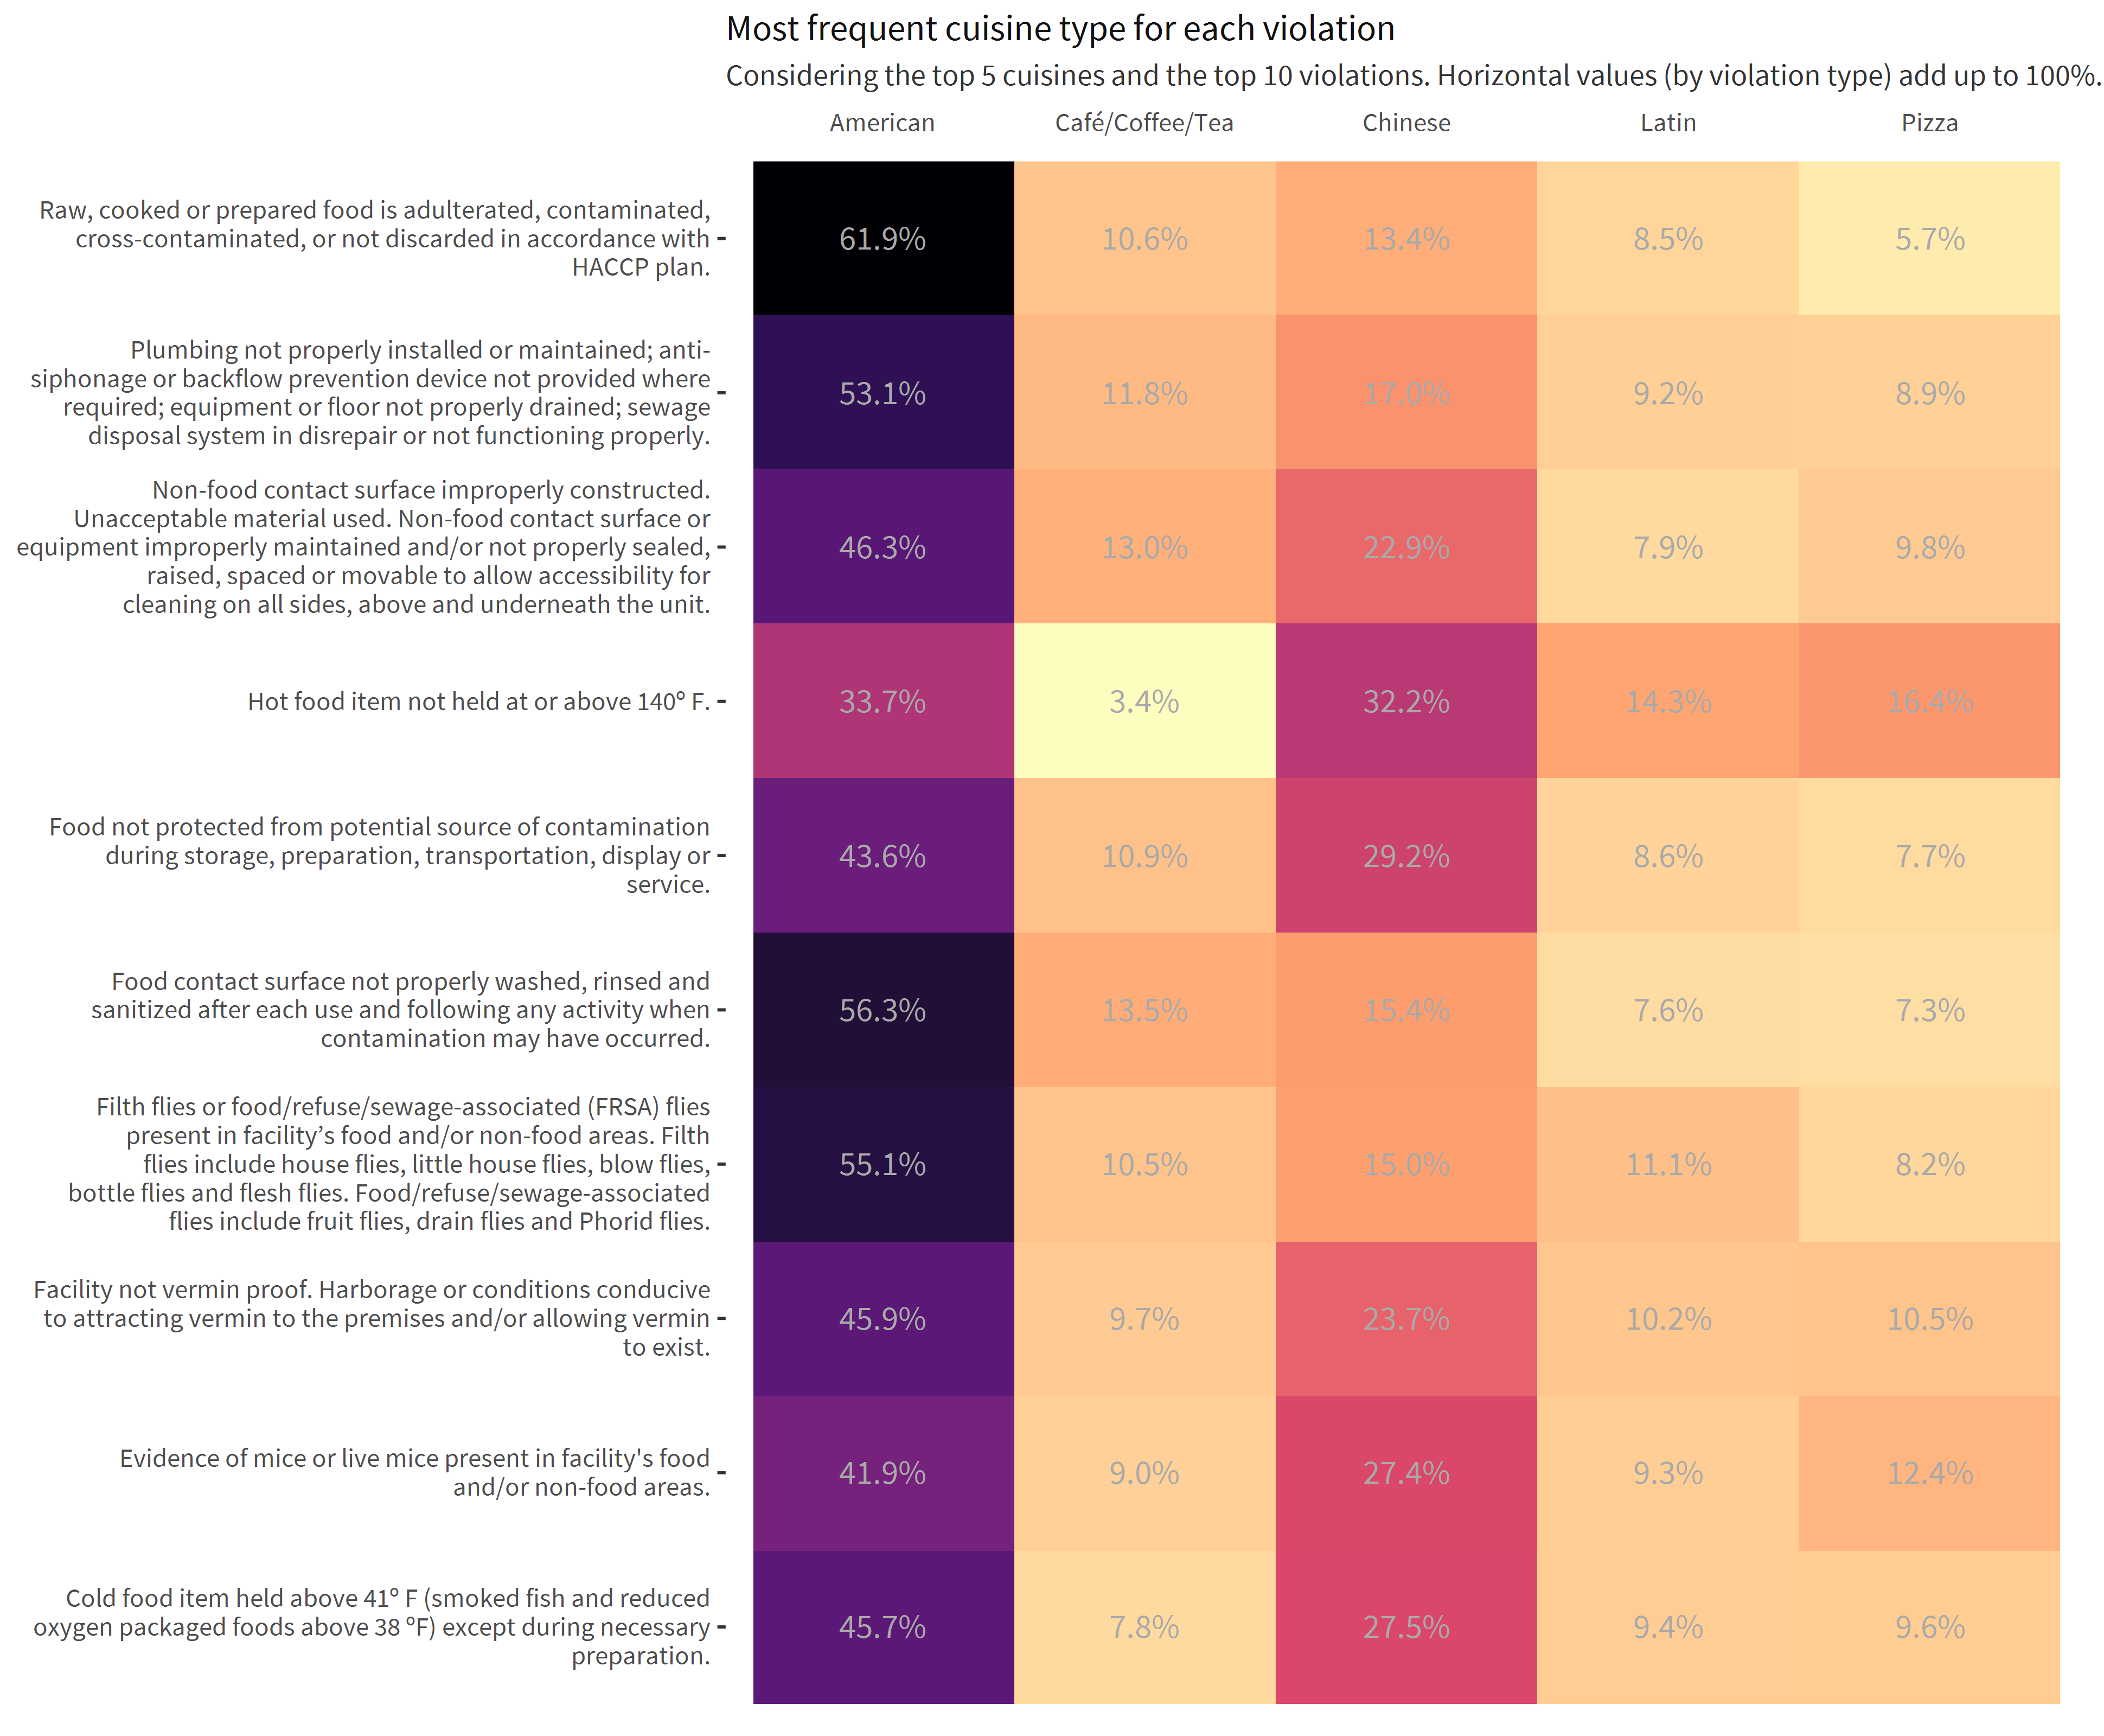 Most frequent cuisine type for each violation
Considering the top 5 cuisines and the top 10 violations. Horizontal values (by violation type) add up to 100%.
American Café/Coffee/Tea Chinese Latin Pizza
Raw, cooked or prepared food is adulterated, contaminated,
cross-contaminated, or not discarded in accordance with
HACCP plan.
61.9% 10.6% 13.4% 8.5% 5.7%
Plumbing not properly installed or maintained; anti-
siphonage or backflow prevention device not provided where
required; equipment or floor not properly drained; sewage
disposal system in disrepair or not functioning properly.
53.1% 11.8% 17.0% 9.2% 8.9%
Non-food contact surface improperly constructed.
Unacceptable material used. Non-food contact surface or
equipment improperly maintained and/or not properly sealed,
raised, spaced or movable to allow accessibility for
cleaning on all sides, above and underneath the unit.
46.3% 13.0% 22.9% 7.9% 9.8%
Hot food item not held at or above 140º F.
33.7% 3.4% 32.2% 14.3% 16.4%
Food not protected from potential source of contamination
during storage, preparation, transportation, display or
service.
43.6% 10.9% 29.2% 8.6% 7.7%
Food contact surface not properly washed, rinsed and
sanitized after each use and following any activity when
contamination may have occurred.
56.3% 13.5% 15.4% 7.6% 7.3%
Filth flies or food/refuse/sewage-associated (FRSA) flies
present in facility’s food and/or non-food areas. Filth
flies include house flies, little house flies, blow flies,
bottle flies and flesh flies. Food/refuse/sewage-associated
flies include fruit flies, drain flies and Phorid flies.
55.1% 10.5% 15.0% 11.1% 8.2%
Facility not vermin proof. Harborage or conditions conducive
to attracting vermin to the premises and/or allowing vermin
to exist.
45.9% 9.7% 23.7% 10.2% 10.5%
Evidence of mice or live mice present in facility's food
and/or non-food areas.
41.9% 9.0% 27.4% 9.3% 12.4%
Cold food item held above 41º F (smoked fish and reduced
oxygen packaged foods above 38 ºF) except during necessary
preparation.
45.7% 7.8% 27.5% 9.4% 9.6%